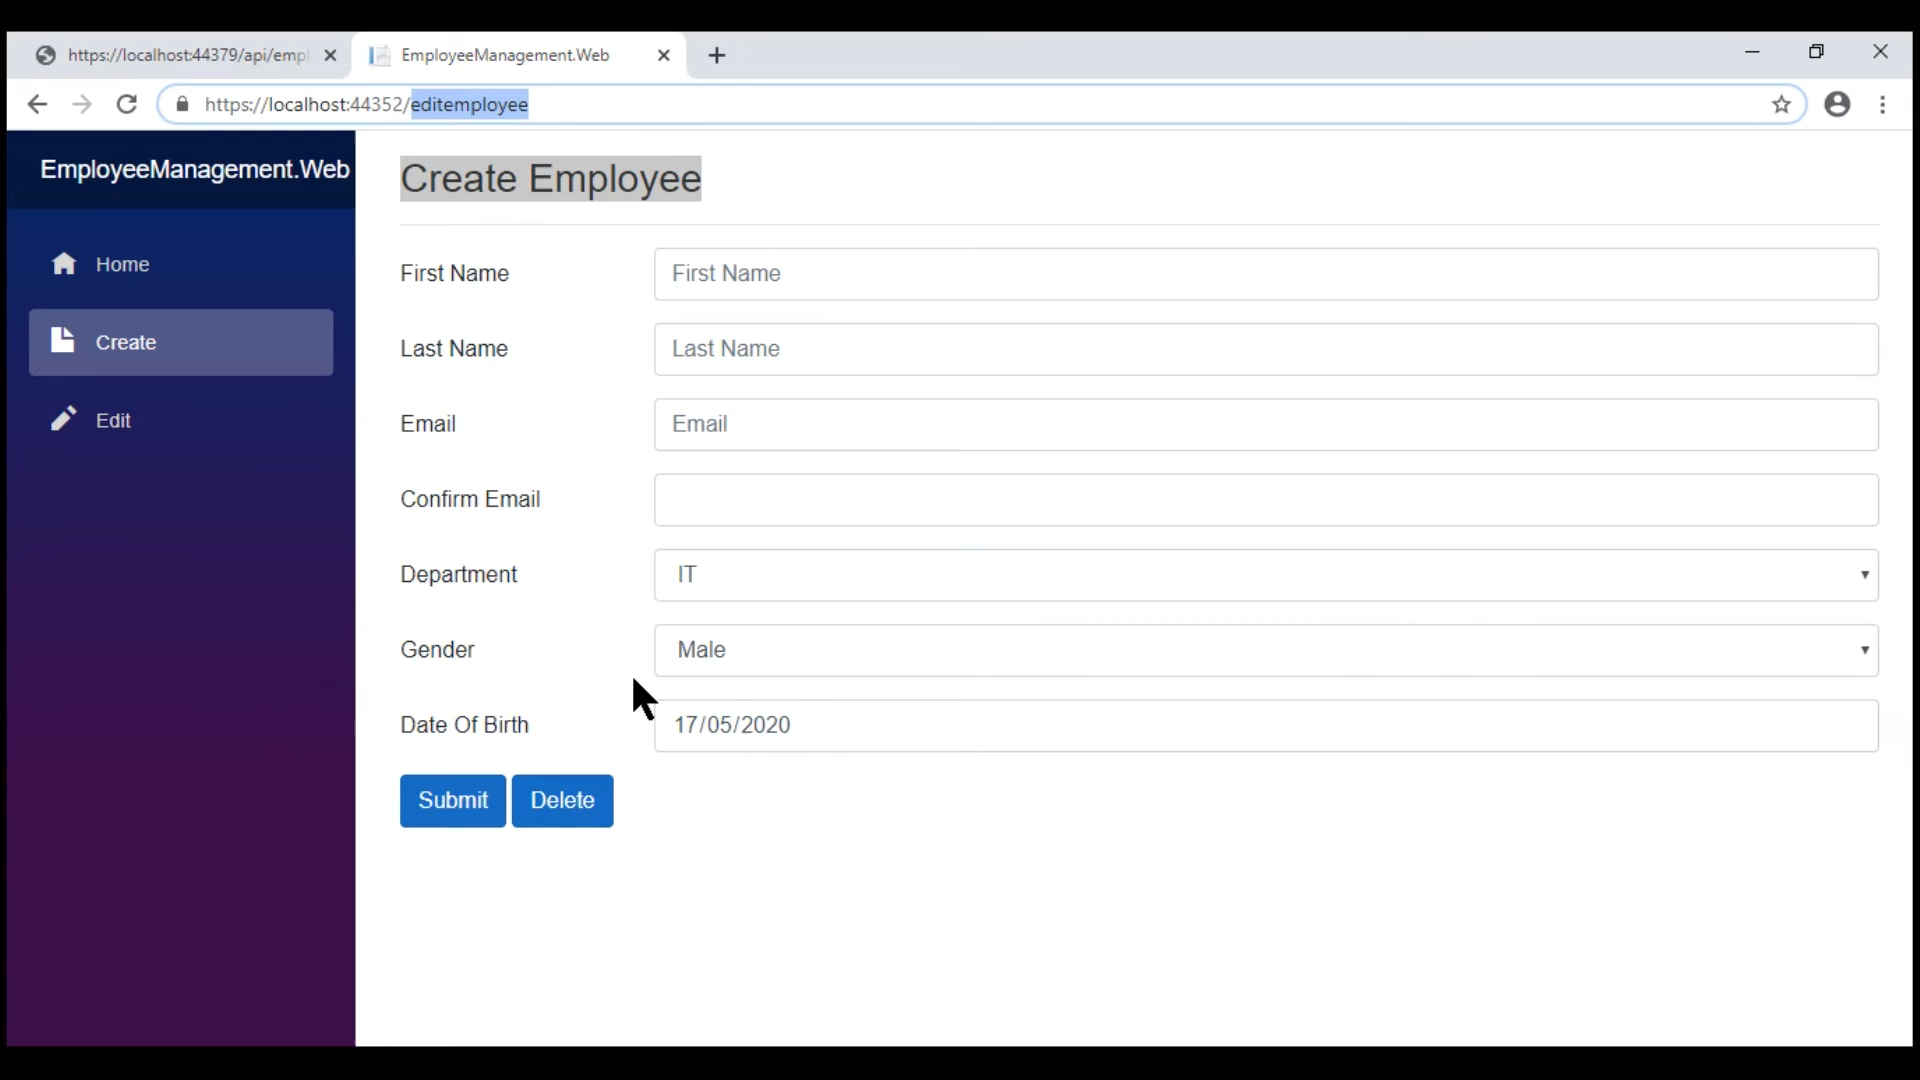 https://localhost:44379/api/empl
EmployeeManagement.Web
https://localhost:44352/editemployee
EmployeeManagement.Web
Home
Create
Edit
Create Employee
First Name
First Name
Last Name
Last Name
Email
Email
Confirm Email
Department
IT
Gender
Male
Date Of Birth
17/05/2020
Submit
Delete